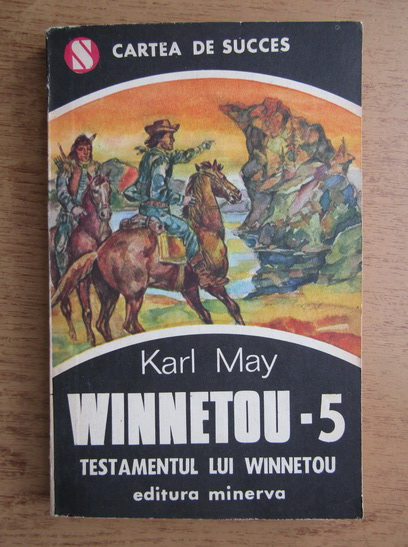 S CARTEA DE SUCCES
Karl May
WINNETOU - 5
TESTAMENTUL LUI WINNETOU
editura minerva